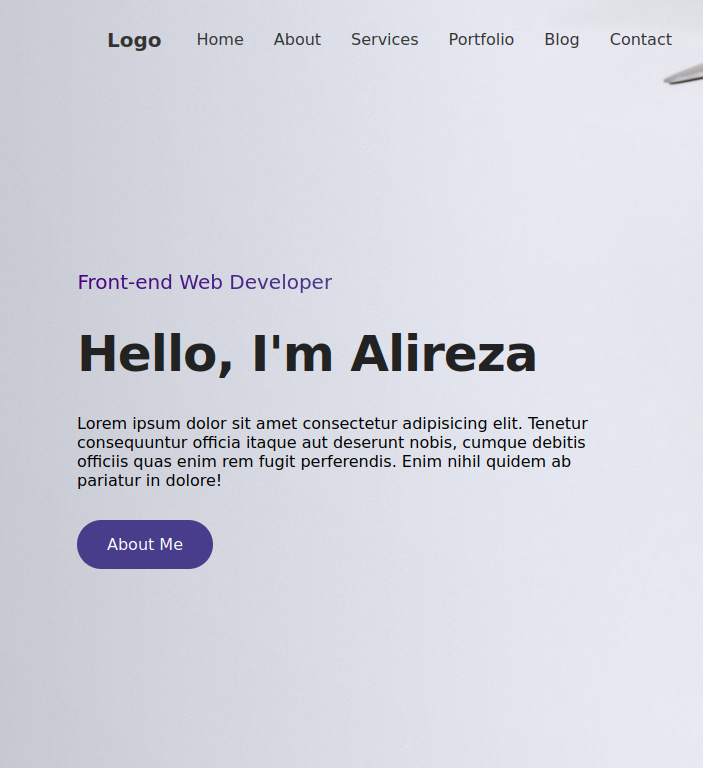 Logo Home About Services Portfolio Blog Contact
Front-end Web Developer
Hello, I'm Alireza
Lorem ipsum dolor sit amet consectetur adipisicing elit. Tenetur
consequuntur officia itaque aut deserunt nobis, cumque debitis
officiis quas enim rem fugit perferendis. Enim nihil quidem ab
pariatur in dolore!
About Me